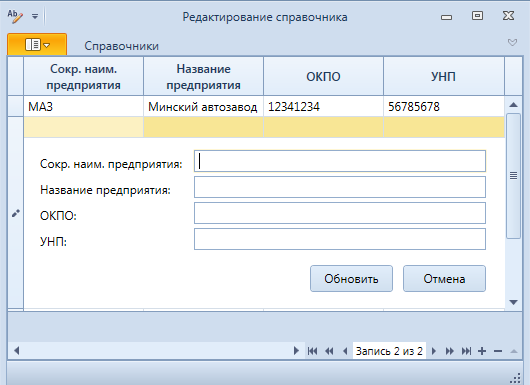 Редактирование справочника
Справочники
Сокр. наим. предприятия
Название предприятия
ОКПО
УНП
МАЗ
Минский автозавод
12341234
56785678
Сокр. наим. предприятия:
Название предприятия:
ОКПО:
УНП:
Обновить
Отмена
Запись 2 из 2